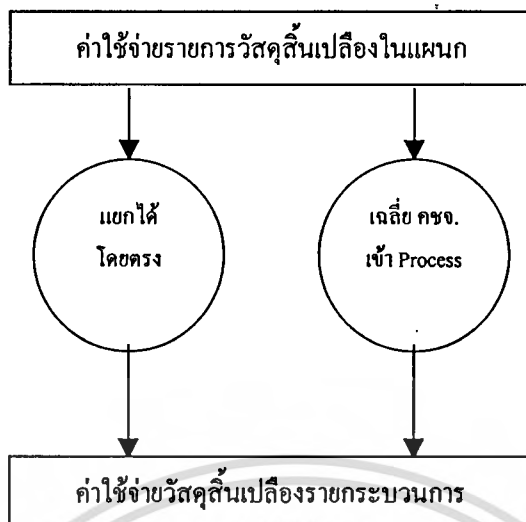 ค่าใช้จ่ายรายการวัสดุสิ้นเปลืองในแผนก
แยกได้
โดยตรง
เฉลี่ย คชจ.
เข้า Process
ค่าใช้จ่ายวัสดุสิ้นเปลืองรายกระบวนการ